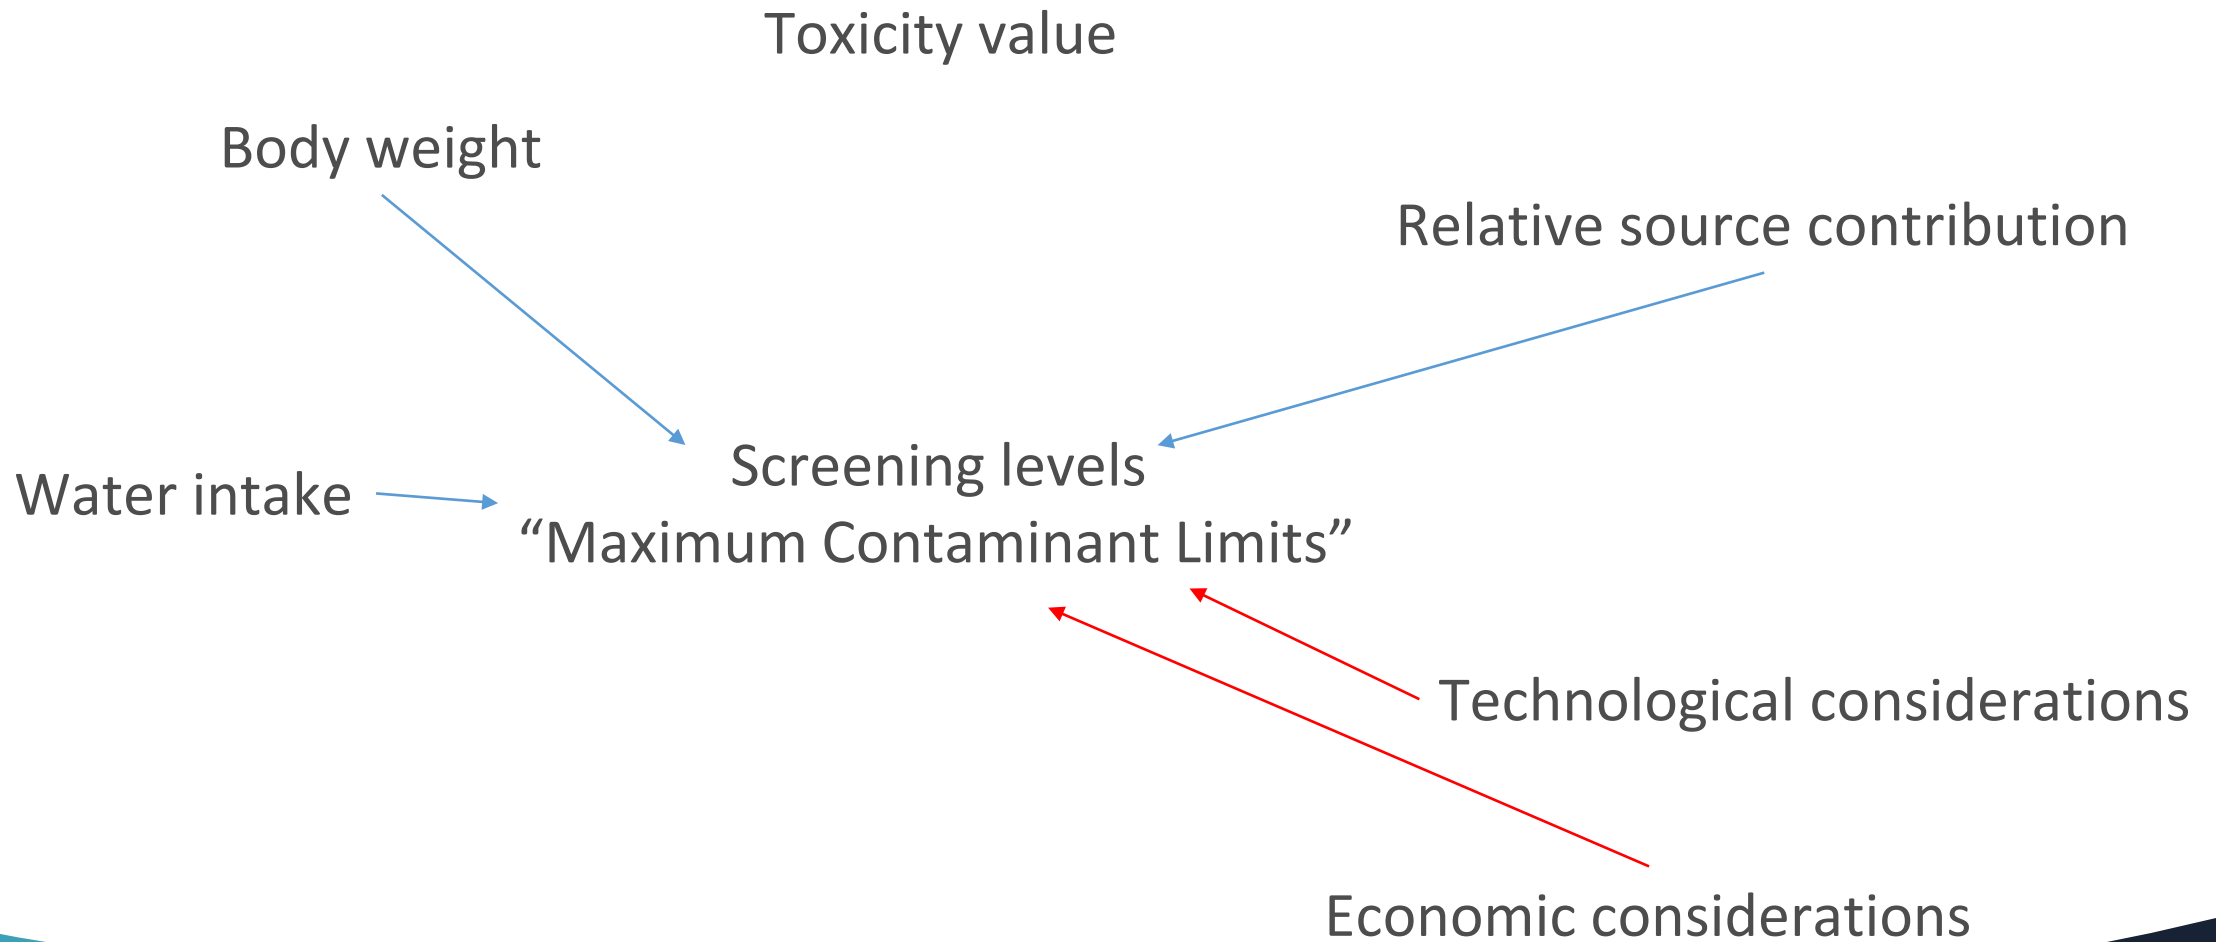 Toxicity value
Body weight
Relative source contribution
Screening levels
Water intake
“Maximum Contaminant Limits”
Technological considerations
Economic considerations